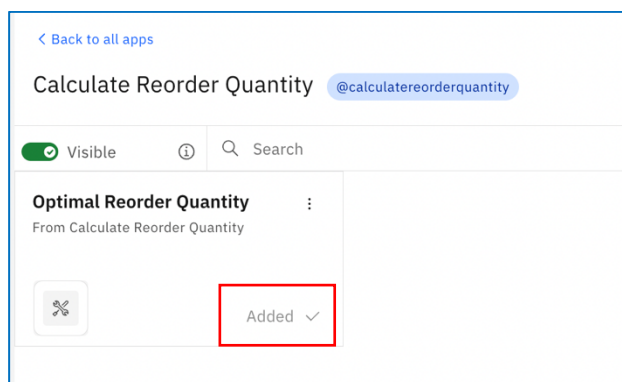 Back to all apps
Calculate Reorder Quantity @calculatereorderquantity
Visible Search
Optimal Reorder Quantity
From Calculate Reorder Quantity
Added